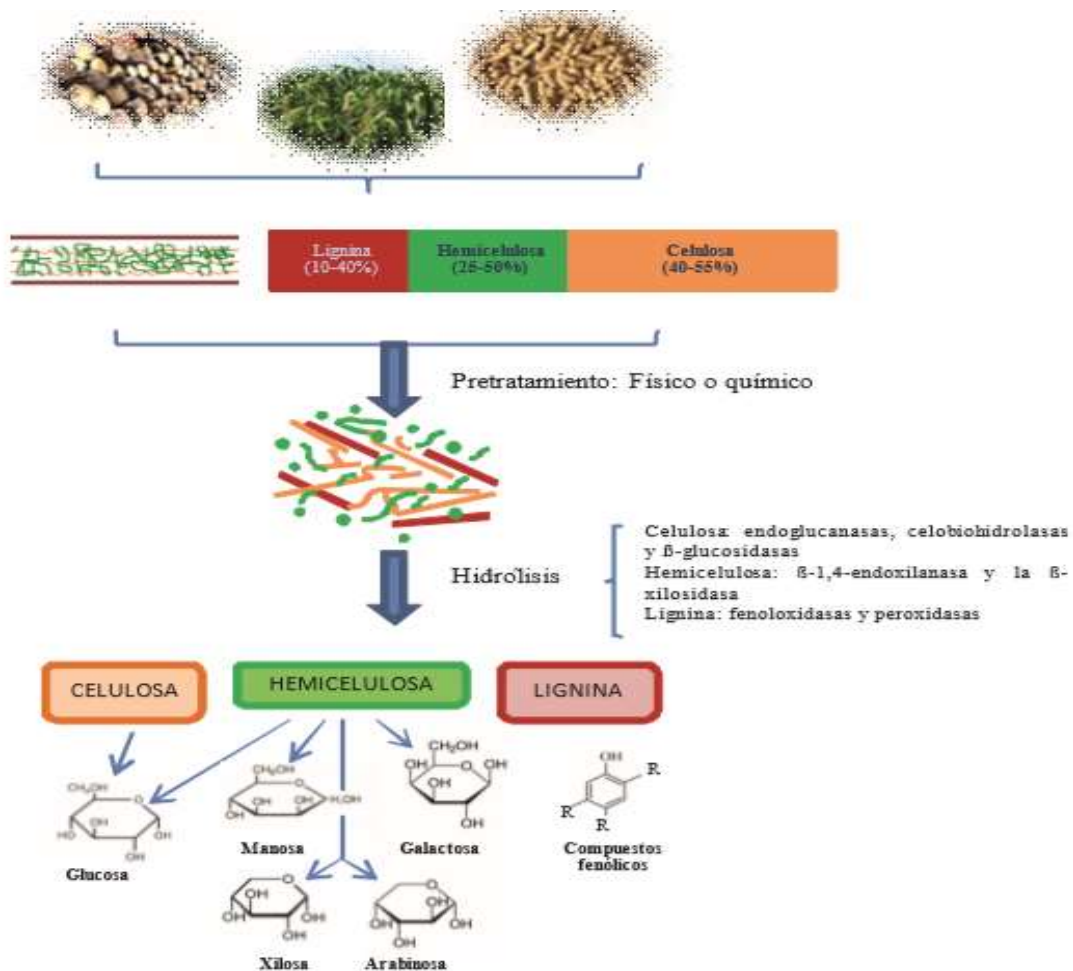 Lignina
(10-40%)
Hemicelulosa
(25-50%)
Celulosa
(40-55%)
Pretratamiento: Físico o químico
Hidrólisis
Celulosa: endoglucanasas, celobiohidrolasas
y ß-glucosidasas
Hemicelulosa: ß-1,4-endoxilanasa y la ß-
xilosidasa
Lignina: fenoloxidasas y peroxidasas
CELULOSA
HEMICELULOSA
LIGNINA
CH₂OH
O
OH
HO
OH
OH
Glucosa
CH₂OH
O
OH
OH
OH
H,OH
Manosa
CH₂OH
OH
O
OH
OH
OH
Galactosa
OH
R
R
R
Compuestos
fenólicos
O
OH
OH
OH
OH
Xilosa
O
OH
OH
OH
OH
Arabinosa